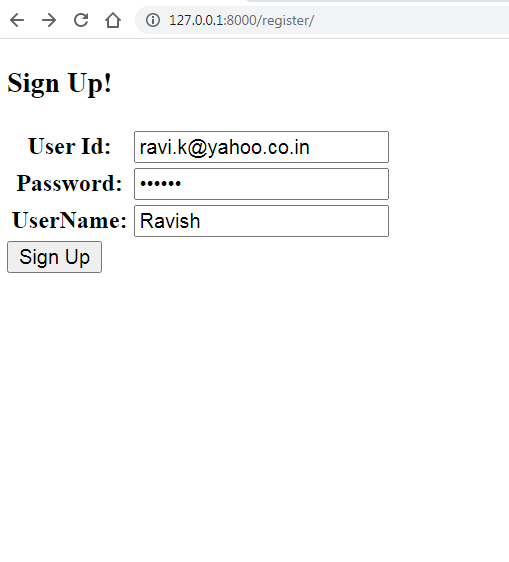 127.0.0.1:8000/register/
Sign Up!
User Id: ravi.k@yahoo.co.in
Password: ••••••
UserName: Ravish
Sign Up